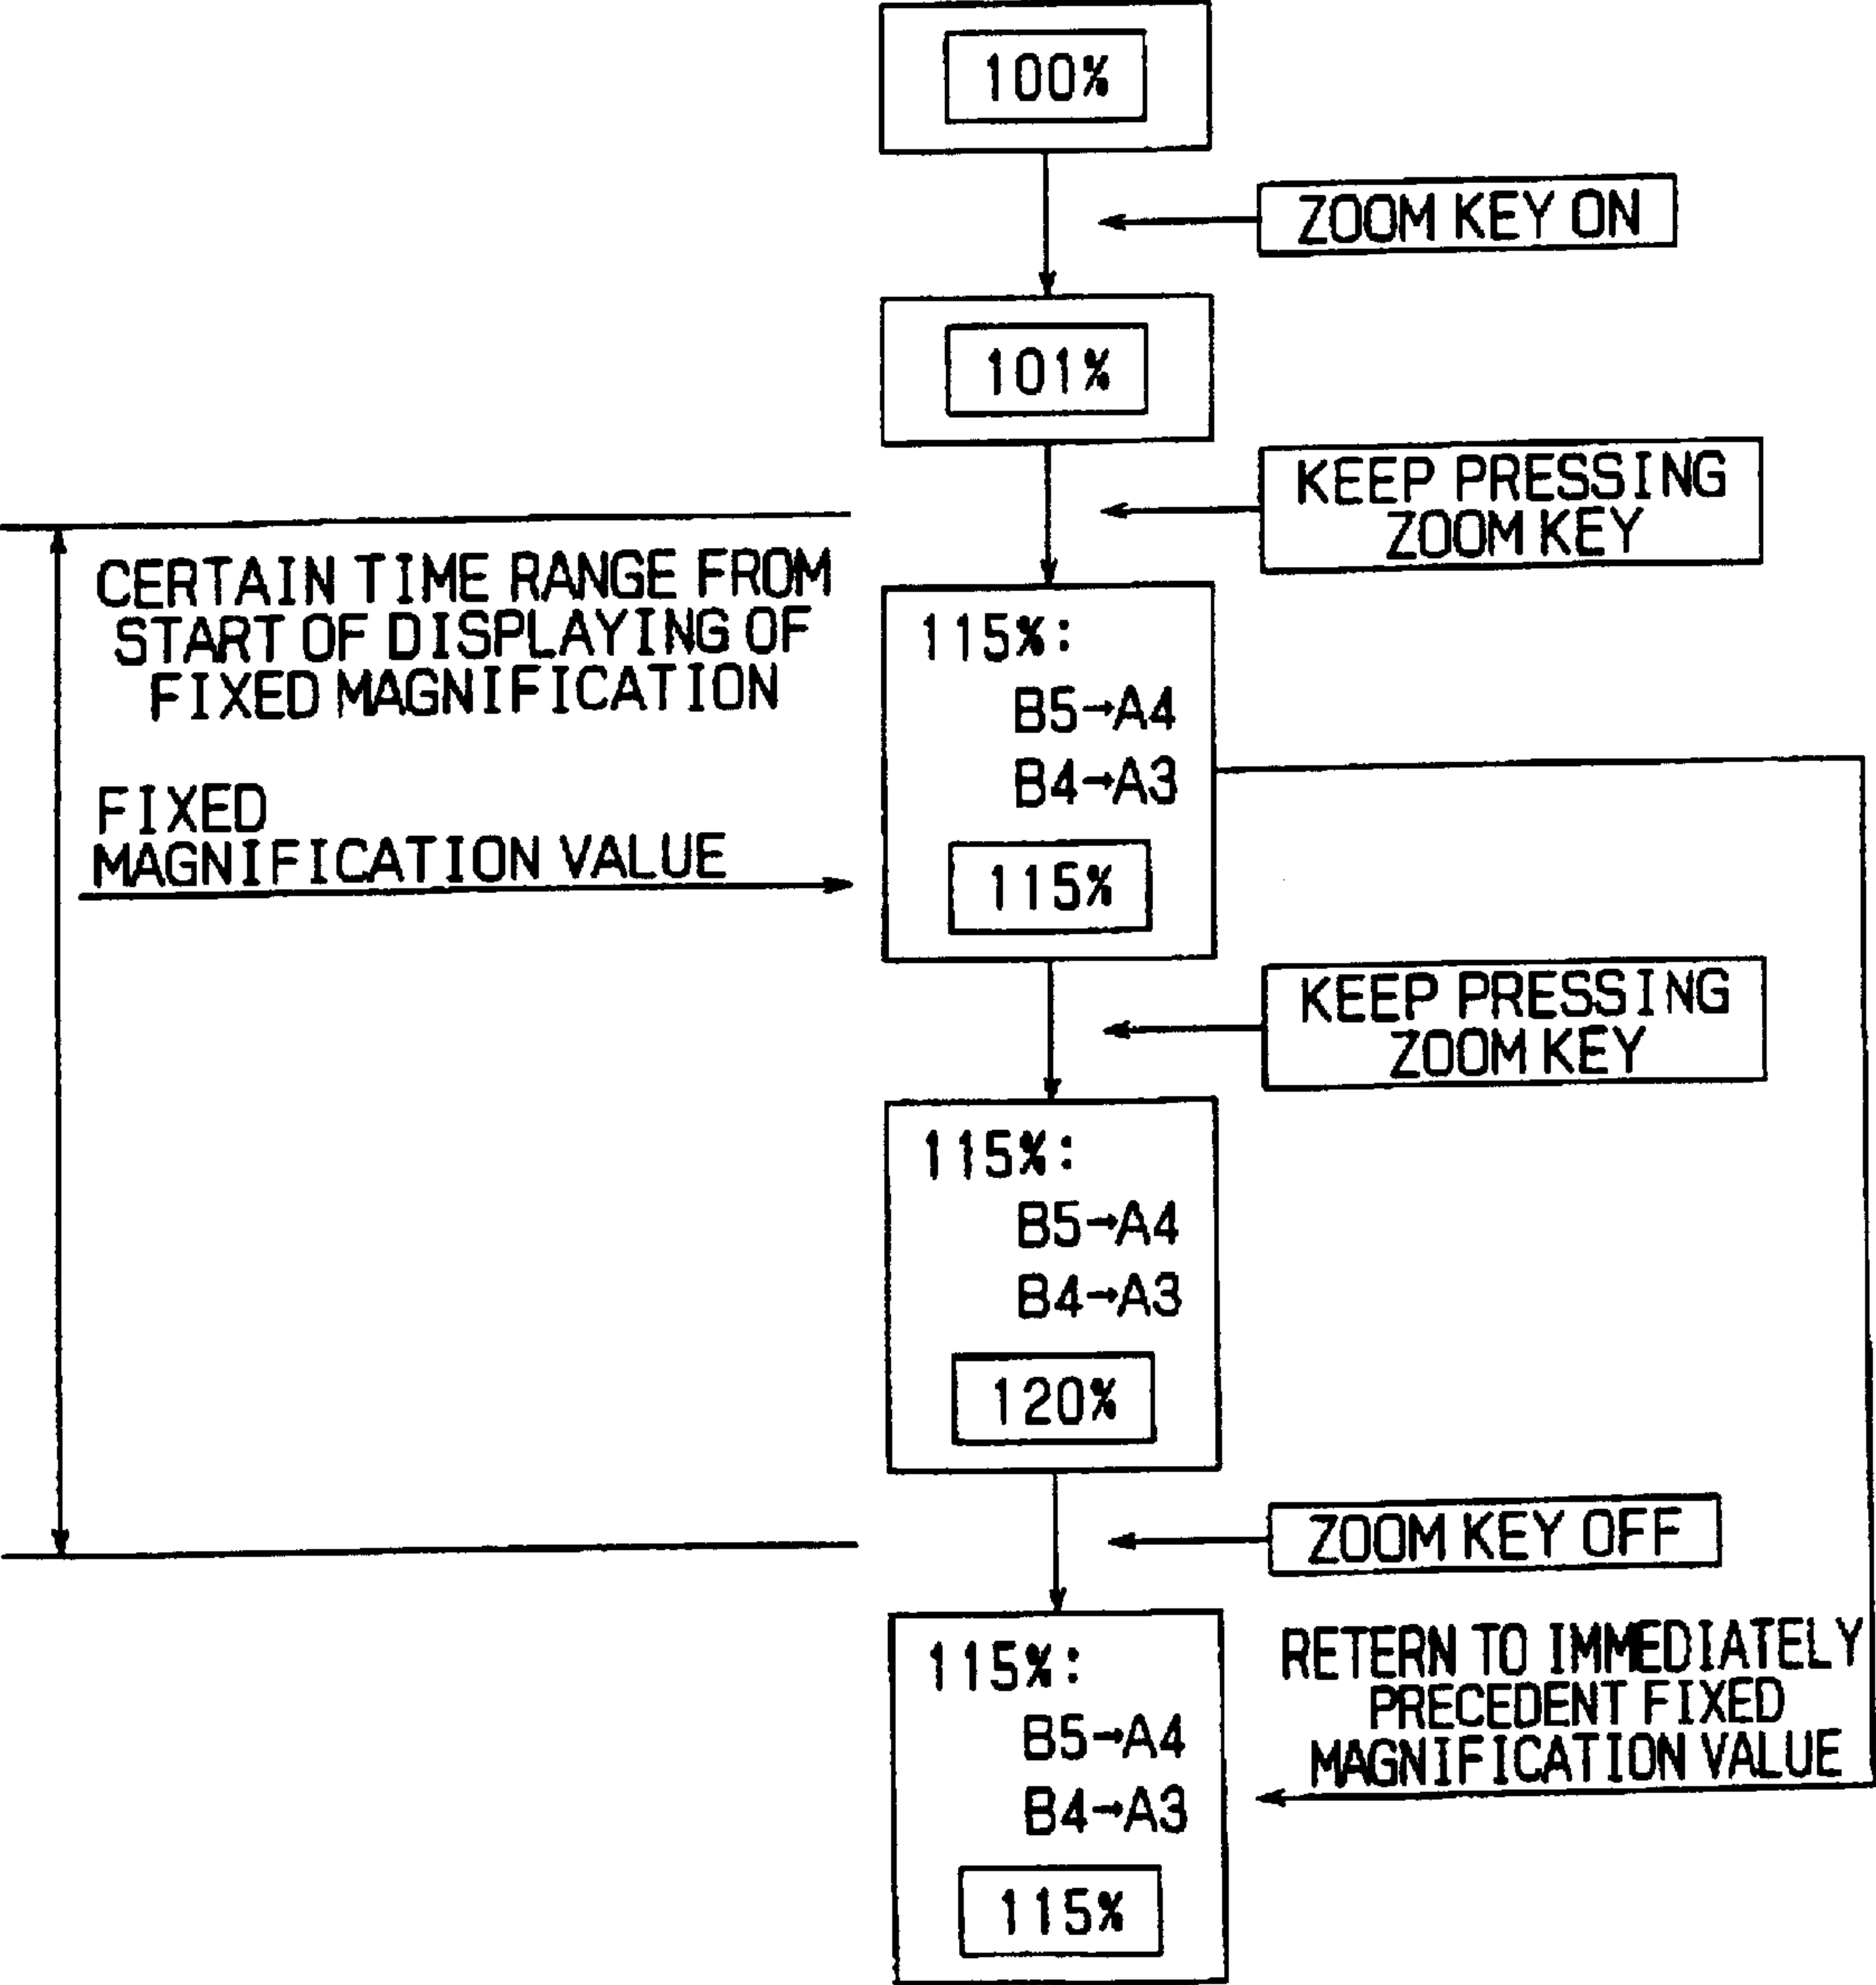 100%
ZOOM KEY ON
101%
KEEP PRESSING
ZOOM KEY
CERTAIN TIME RANGE FROM
START OF DISPLAYING OF
FIXED MAGNIFICATION
115%:
B5→A4
B4→A3
FIXED
MAGNIFICATION VALUE
115%
KEEP PRESSING
ZOOM KEY
115%:
B5→A4
B4→A3
120%
ZOOM KEY OFF
115%:
B5→A4
B4→A3
RETERN TO IMMEDIATELY
PRECEDENT FIXED
MAGNIFICATION VALUE
115%